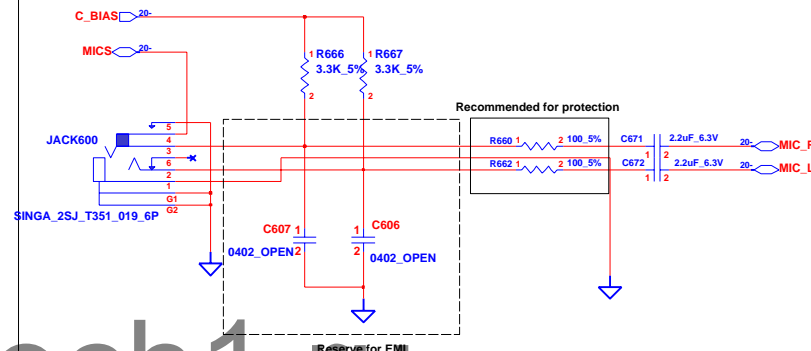 C_BIAS 20-
MICS 20-
1 R666 1 R667
3.3K_5% 3.3K_5%
2 2
Recommended for protection
JACK600
5
4
3
6
2
1
G1
G2
SINGA_2SJ_T351_019_6P
R660 1 2 100_5% C671 2.2uF_6.3V 20-
1 2
R662 1 2 100_5% C672 2.2uF_6.3V 20- MIC_L
1 2
C607 1 1 C606
2 2
0402_OPEN 0402_OPEN
Reserve for EMI